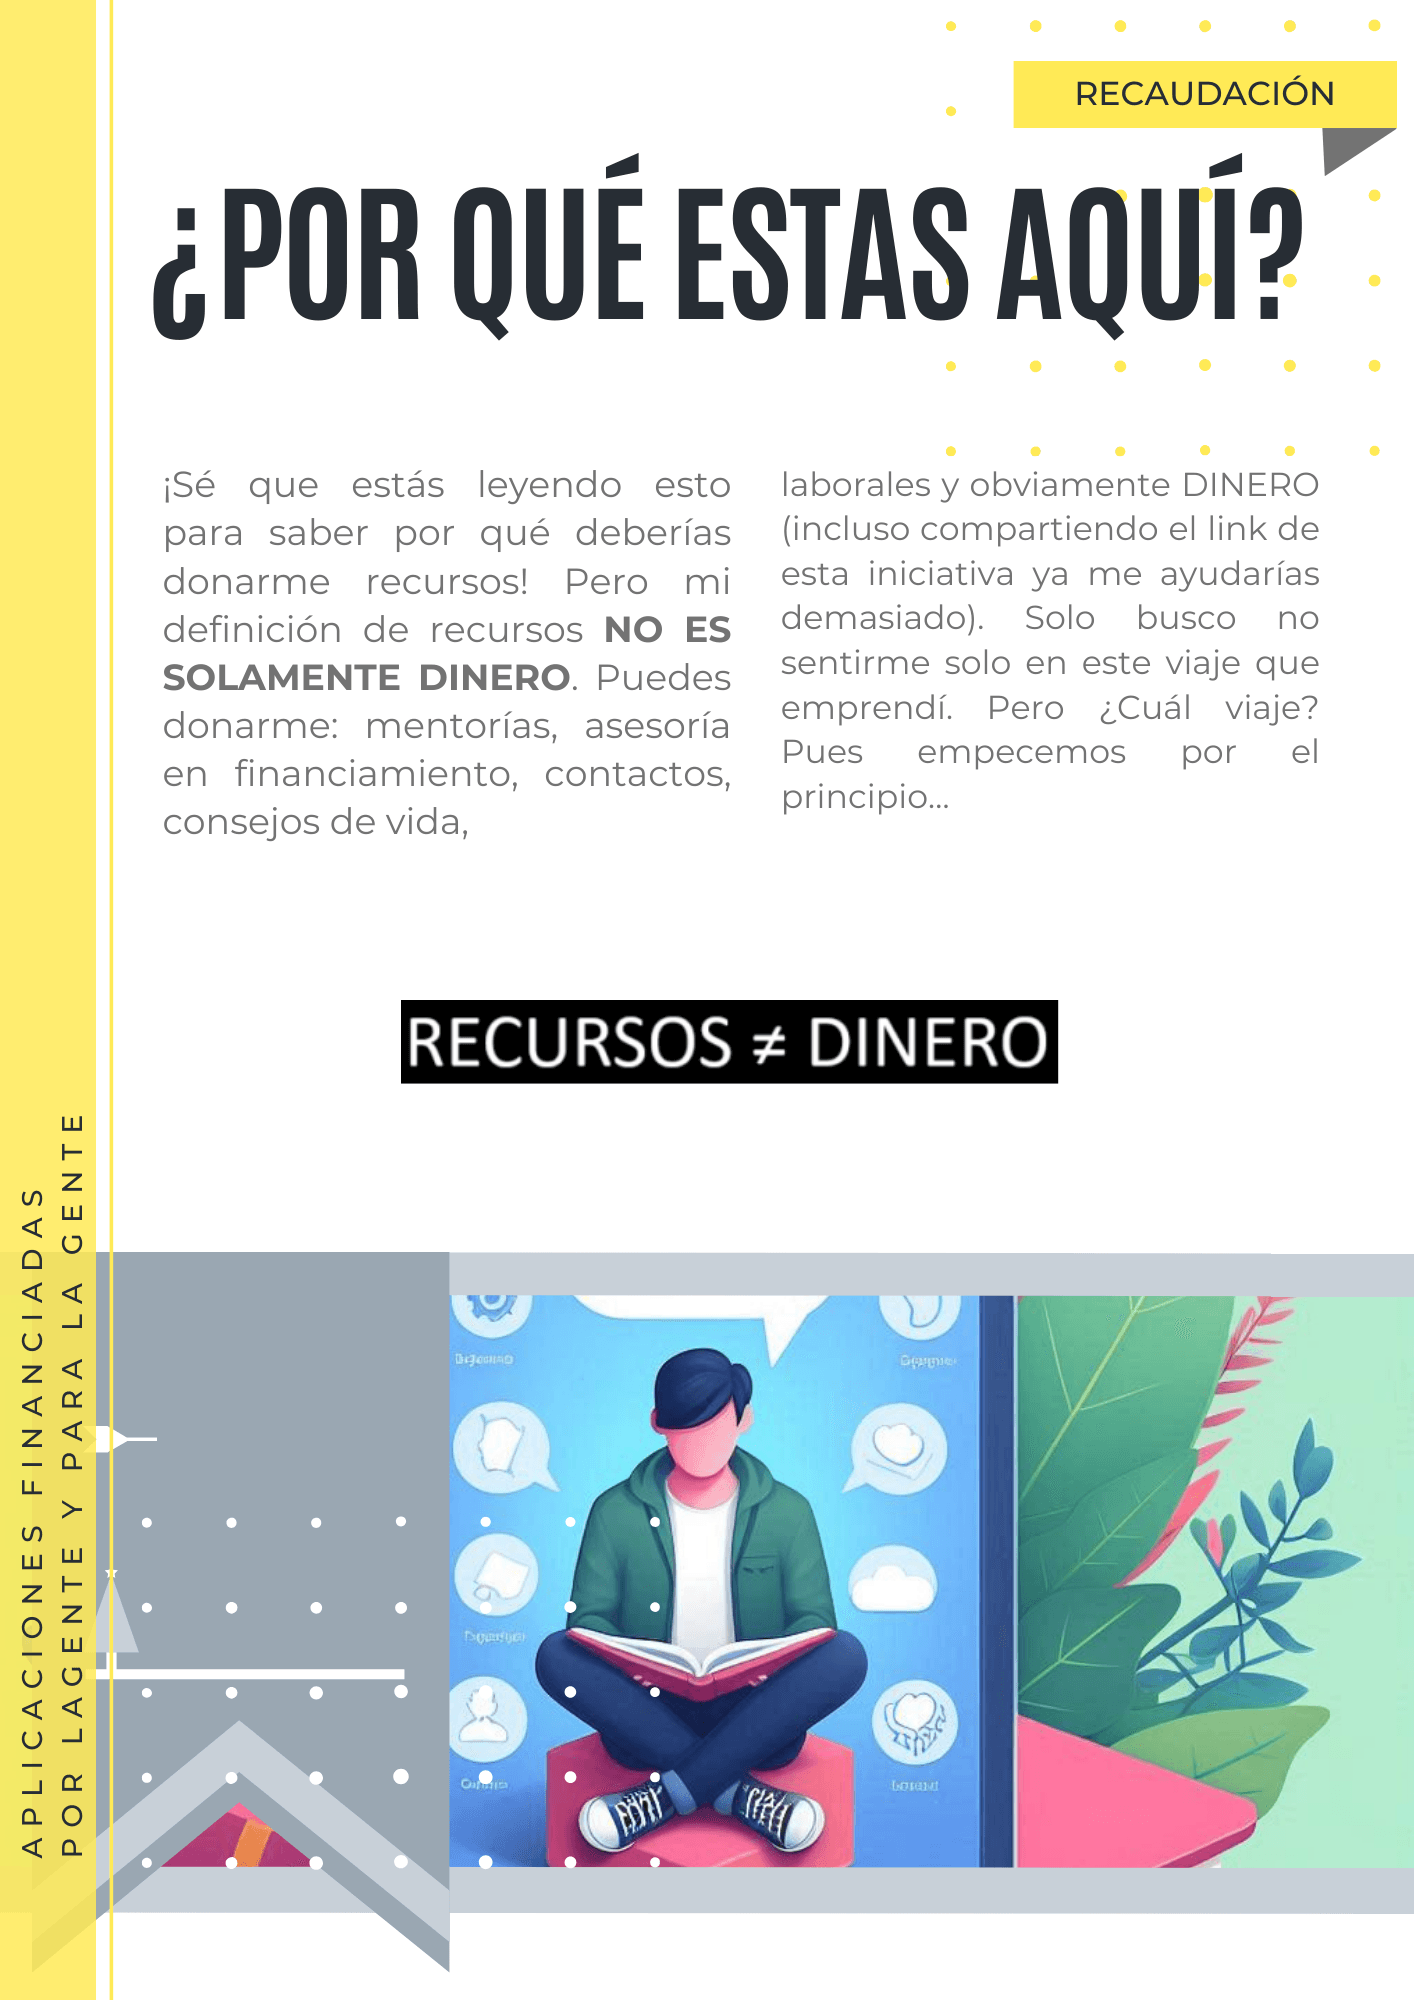 RECAUDACIÓN
¿POR QUÉ ESTAS AQUÍ?
¡Sé que estás leyendo esto
para saber por qué deberías
donarme recursos! Pero mi
definición de recursos NO ES
SOLAMENTE DINERO. Puedes
donarme: mentorías, asesoría
en financiamiento, contactos,
consejos de vida,
laborales y obviamente DINERO
(incluso compartiendo el link de
esta iniciativa ya me ayudarías
demasiado). Solo busco no
sentirme solo en este viaje que
emprendí. Pero ¿Cuál viaje?
Pues empecemos por el
principio...
RECURSOS ≠ DINERO
APLICACIONES FINANCIADAS
POR LAGENTE Y PARA LA GENTE